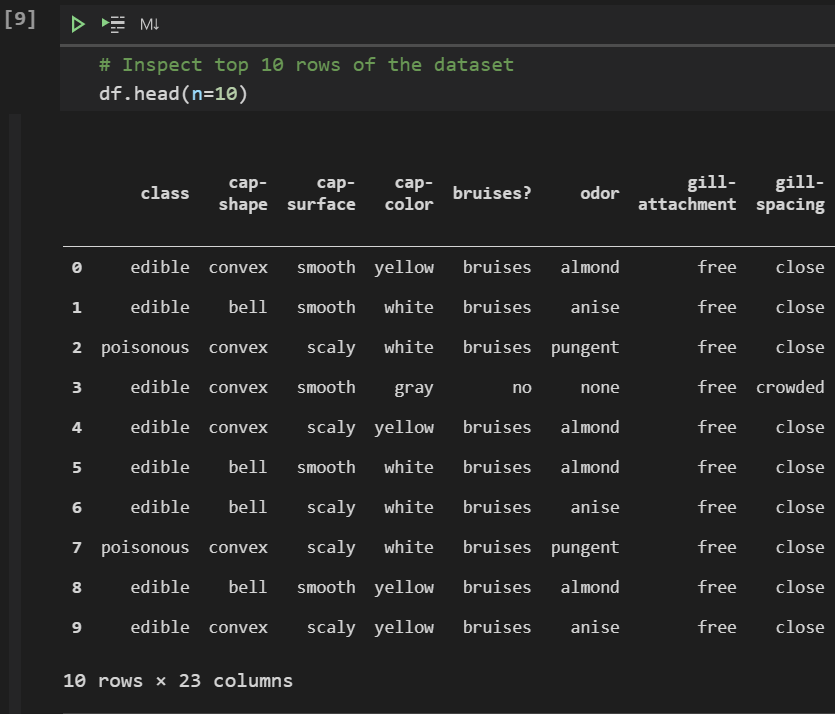 [9]
M↓
# Inspect top 10 rows of the dataset
df.head(n=10)
class cap-shape cap-surface cap-color bruises? odor gill-attachment gill-spacing
0 edible convex smooth yellow bruises almond free close
1 edible bell smooth white bruises anise free close
2 poisonous convex scaly white bruises pungent free close
3 edible convex smooth gray no none free crowded
4 edible convex scaly yellow bruises almond free close
5 edible bell smooth white bruises almond free close
6 edible bell scaly white bruises anise free close
7 poisonous convex scaly white bruises pungent free close
8 edible bell smooth yellow bruises almond free close
9 edible convex scaly yellow bruises anise free close
10 rows × 23 columns